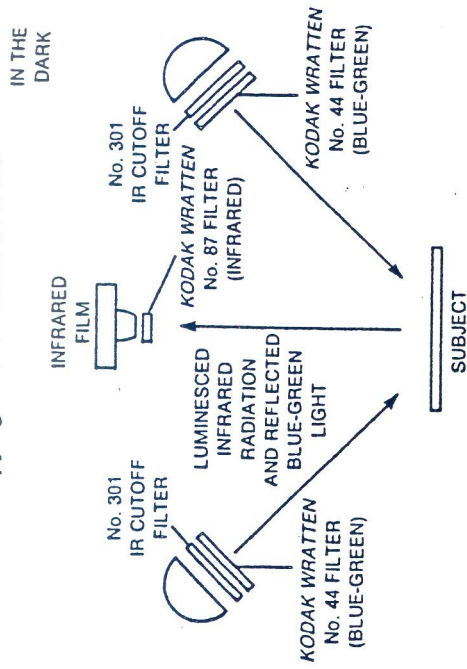 IN THE
DARK
INFRARED
FILM
No. 301
IR CUTOFF
FILTER
KODAK WRATTEN
No. 87 FILTER
(INFRARED)
No. 301
IR CUTOFF
FILTER
LUMINESCED
INFRARED
RADIATION
AND REFLECTED
BLUE-GREEN
LIGHT
KODAK WRATTEN
No. 44 FILTER
(BLUE-GREEN)
KODAK WRATTEN
No. 44 FILTER
(BLUE-GREEN)
SUBJECT